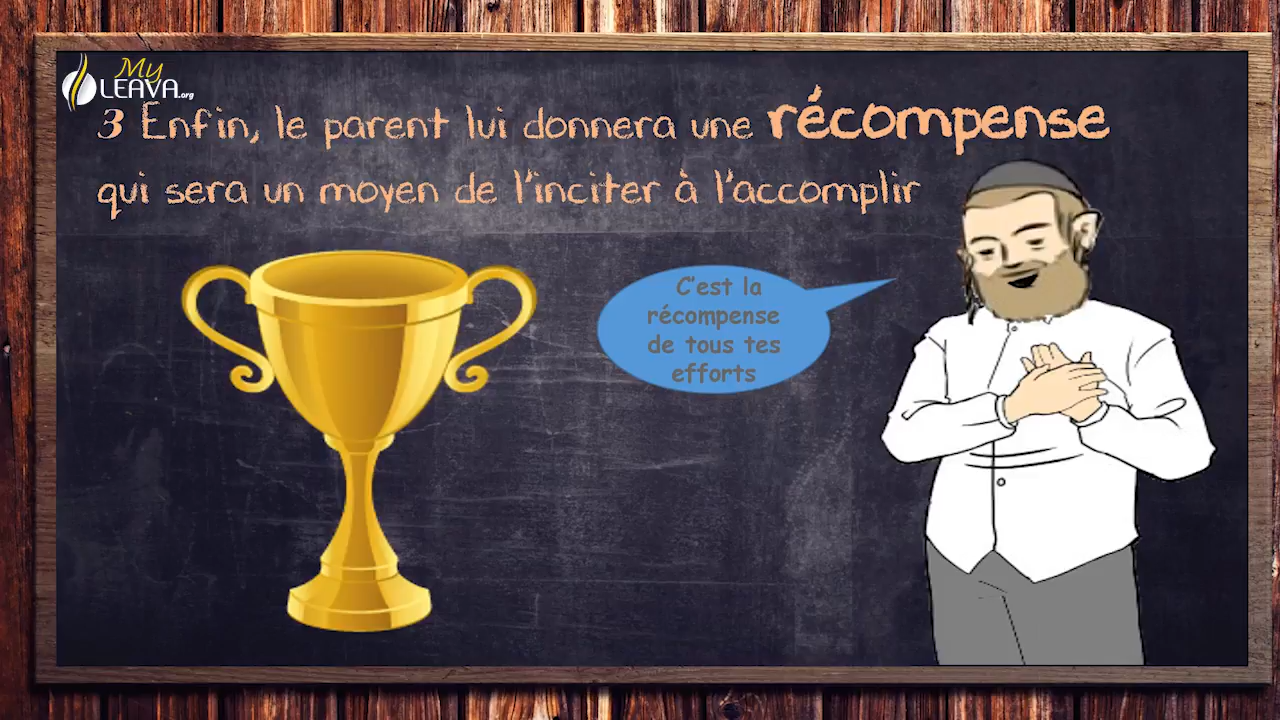 My
LEAVA.org
3 Enfin, le parent lui donnera une récompense
qui sera un moyen de l'inciter à l'accomplir
C'est la
récompense
de tous tes
efforts